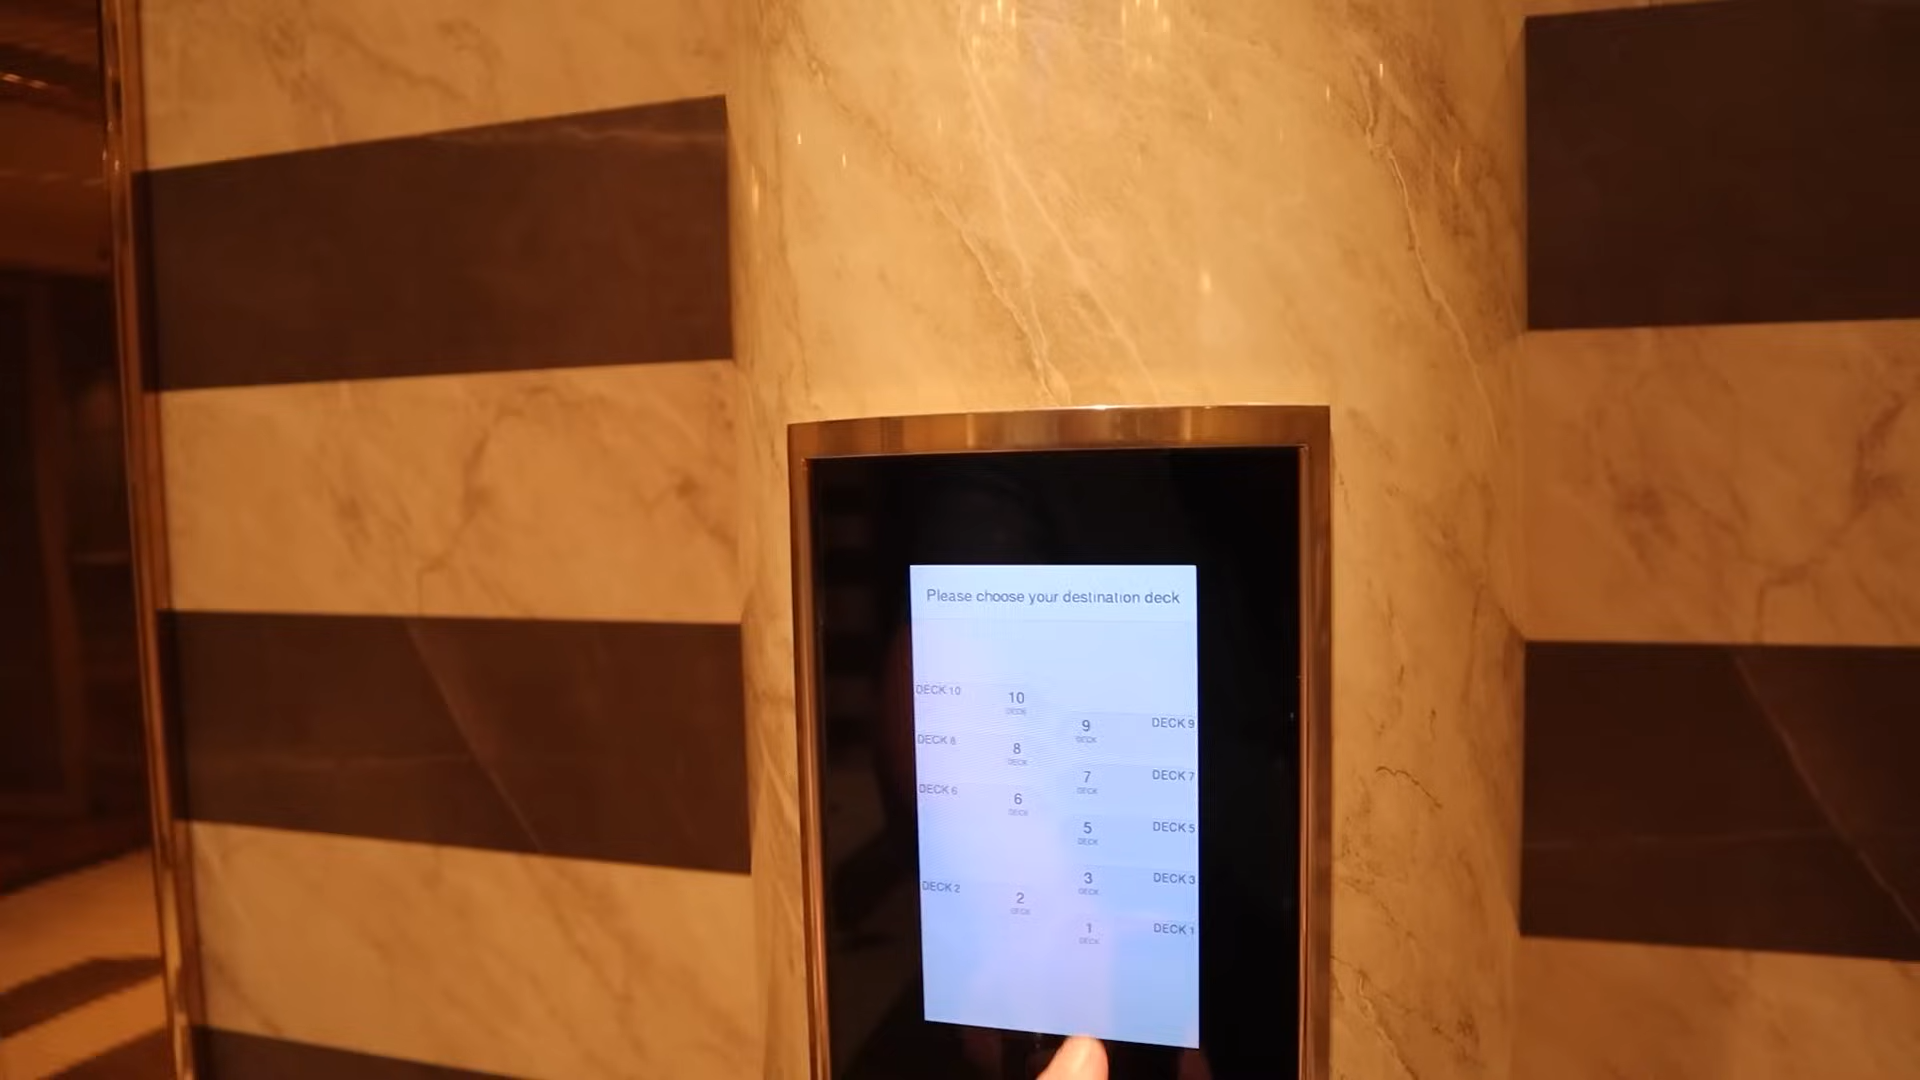 Please choose your destination deck
DECK 10
10
DECK
9
DECK
DECK 9
DECK 8
8
DECK
7
DECK
DECK 7
DECK 6
6
DECK
5
DECK
DECK 5
3
DECK
DECK 3
DECK 2
2
DECK
1
DECK
DECK 1